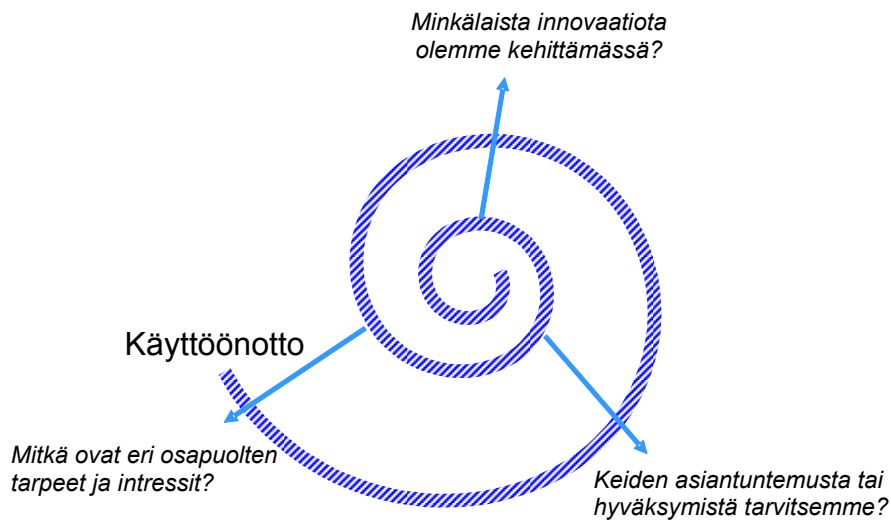 Minkälaista innovaatiota
olemme kehittämässä?
Käyttöönotto
Mitkä ovat eri osapuolten
tarpeet ja intressit?
Keiden asiantuntemusta tai
hyväksymistä tarvitsemme?